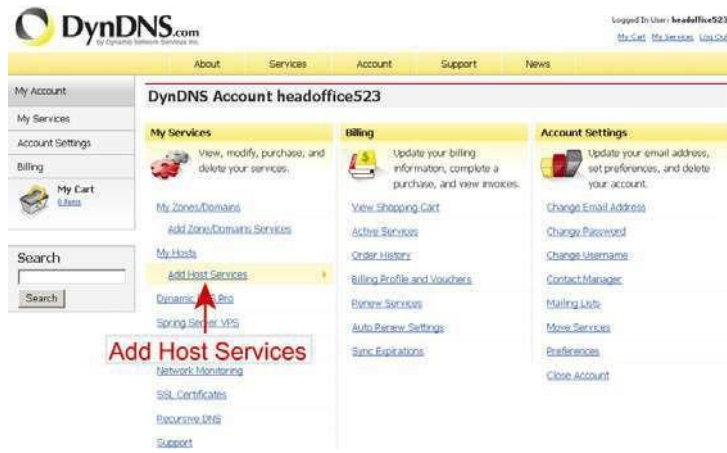 DynDNS.com
by Dynamic Network Services Inc.
Logged In User: headoffice523
My Cart My Services Log Out
About Services Account Support News
My Account
My Services
Account Settings
Billing
My Cart
0 items
Search
Search
DynDNS Account headoffice523
My Services
View, modify, purchase, and
delete your services.
My Zones/Domains
Add Zone/Domains Services
My Hosts
Add Host Services
Dynamic Pro
Spring Server VPS
Add Host Services
Network Monitoring
SSL Certificates
Recursive DNS
Support
Billing
Update your billing
information, complete a
purchase, and view invoices.
View Shopping Cart
Active Services
Order History
Billing Profile and Vouchers
Renew Services
Auto Renew Settings
Sync Expirations
Account Settings
Update your email address,
set preferences, and delete
your account.
Change Email Address
Change Password
Change Username
Contact Manager
Mailing Lists
Move Services
Preferences
Close Account